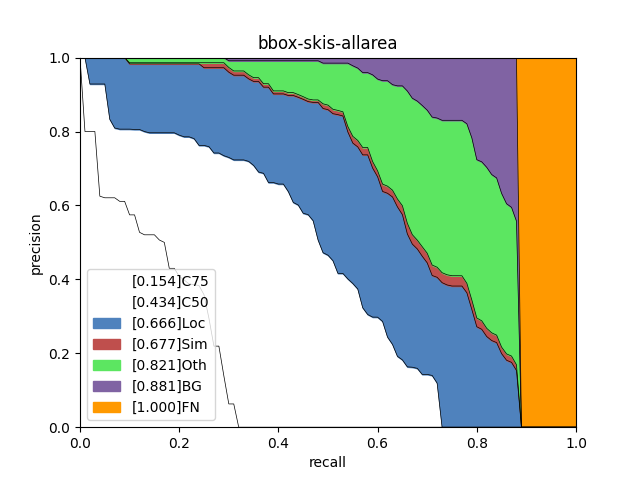 bbox-skis-allarea
1.0
0.8
0.6
0.4
0.2
0.0
precision
[0.154]C75
[0.434]C50
[0.666]Loc
[0.677]Sim
[0.821]Oth
[0.881]BG
[1.000]FN
0.0 0.2 0.4 0.6 0.8 1.0
recall